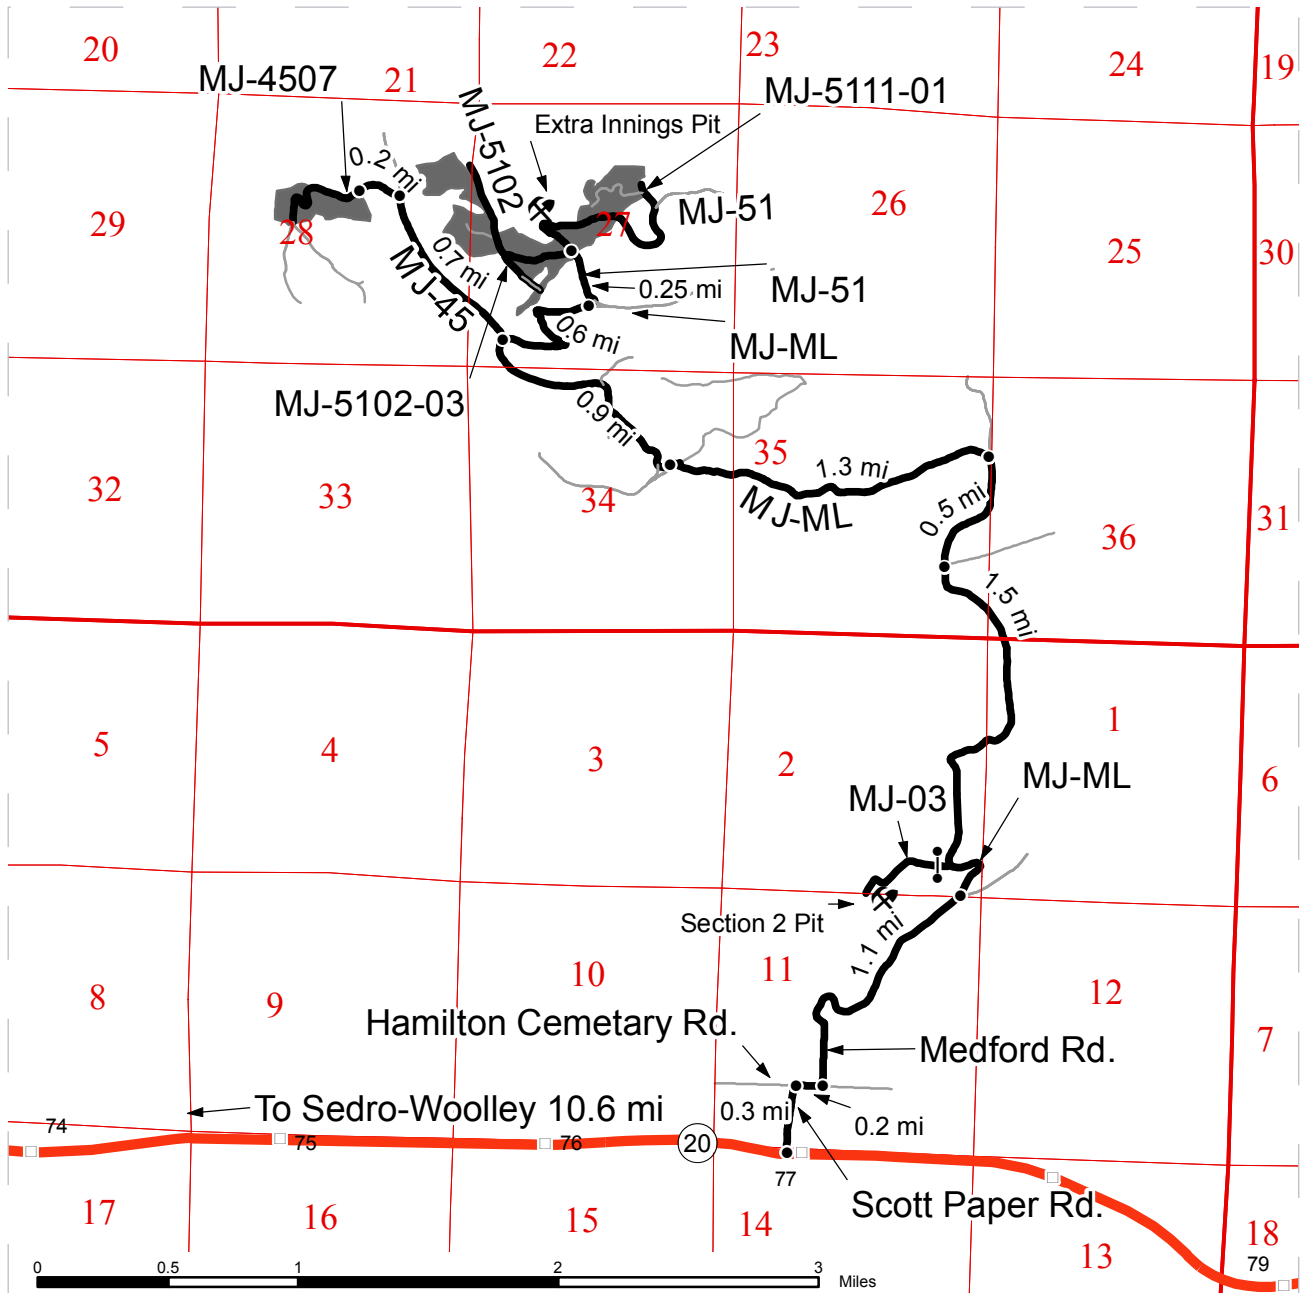 20
21
22
23
24
19
MJ-4507
MJ-5102
MJ-5111-01
Extra Innings Pit
0.2 mi
29
28
27
MJ-51
26
25
30
0.7 mi
MJ-45
0.25 mi
MJ-51
0.6 mi
MJ-ML
MJ-5102-03
0.9 mi
35
1.3 mi
MJ-ML
32
33
34
0.5 mi
36
31
1.5 mi
5
4
3
2
1
6
MJ-03
MJ-ML
Section 2 Pit
1.1 mi
8
9
10
11
12
7
Hamilton Cemetary Rd.
Medford Rd.
To Sedro-Woolley 10.6 mi
0.3 mi
0.2 mi
74
75
76
20
77
Scott Paper Rd.
17
16
15
14
13
18
79
0 0.5 1 2 3
Miles